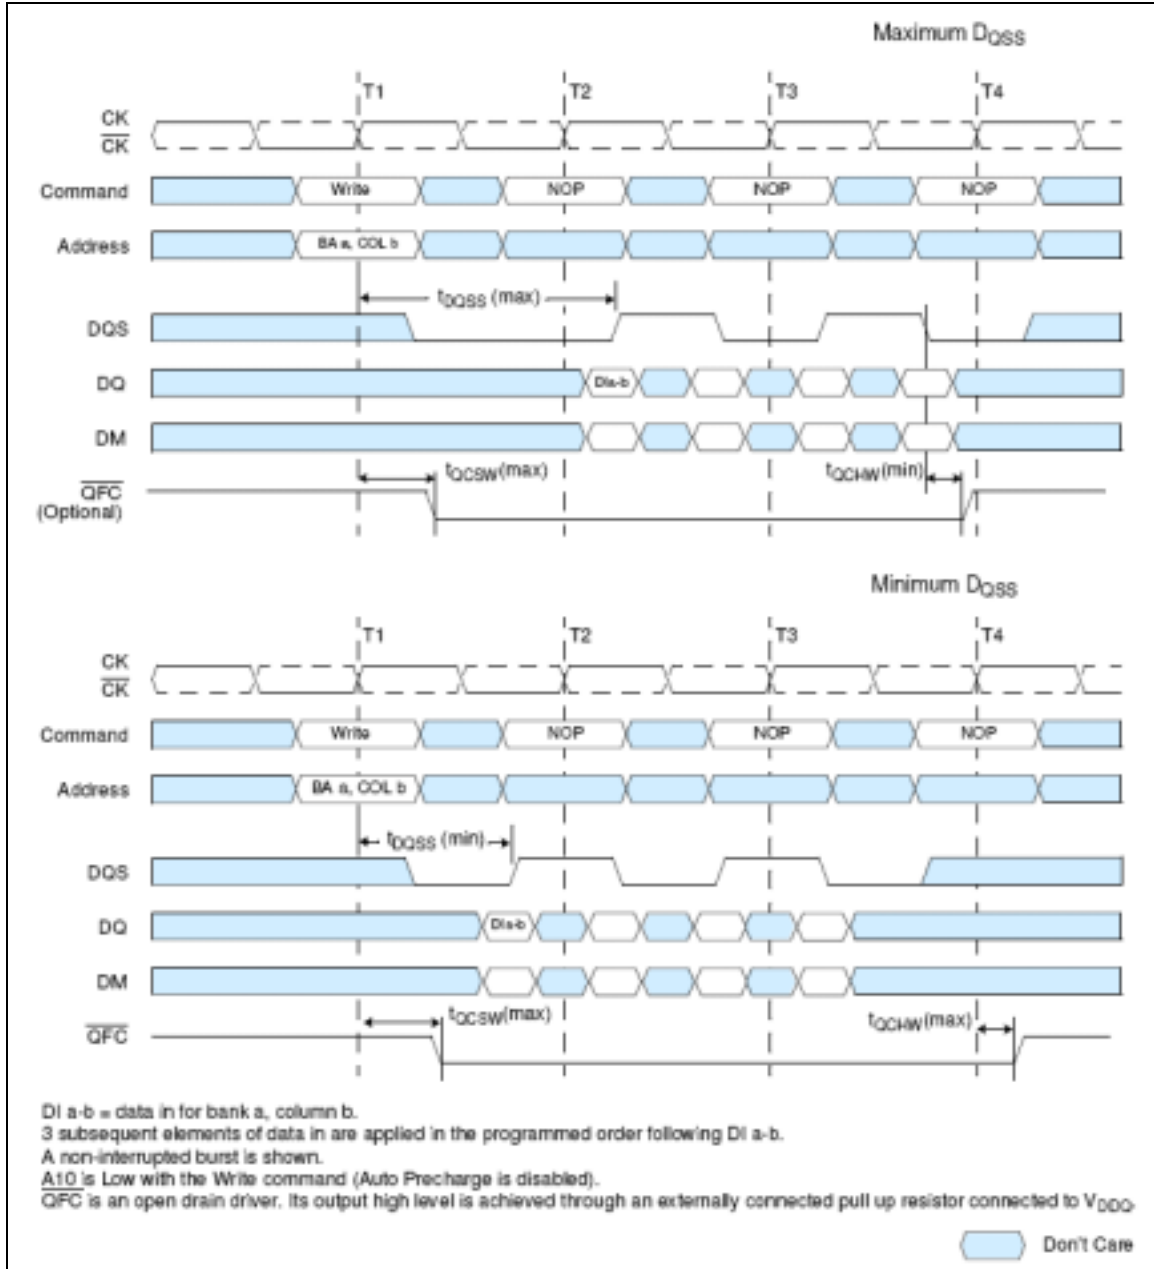 Maximum DQSS
T1 T2 T3 T4
CK
CK
Command Write NOP NOP NOP
Address BA a, COL b
tDQSS (max)
DQS
DQ DIa-b
DM
tQCSW(max) tQCHW(min)
QFC
(Optional)
Minimum DQSS
T1 T2 T3 T4
CK
CK
Command Write NOP NOP NOP
Address BA a, COL b
tDQSS (min)
DQS
DQ DIa-b
DM
tQCSW(max) tQCHW(max)
QFC
DI a-b = data in for bank a, column b.
3 subsequent elements of data in are applied in the programmed order following DI a-b.
A non-interrupted burst is shown.
A10 is Low with the Write command (Auto Precharge is disabled).
QFC is an open drain driver. Its output high level is achieved through an externally connected pull up resistor connected to VDDQ.
Don't Care